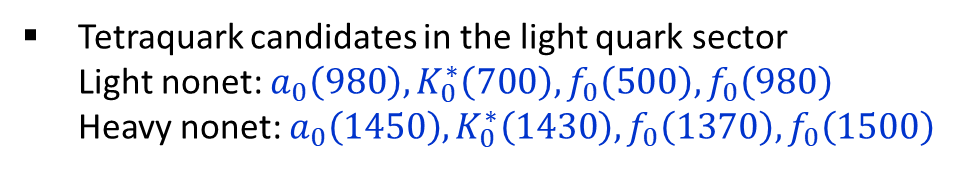 ▪ Tetraquark candidates in the light quark sector
Light nonet: a₀(980), K₀*(700), f₀(500), f₀(980)
Heavy nonet: a₀(1450), K₀*(1430), f₀(1370), f₀(1500)